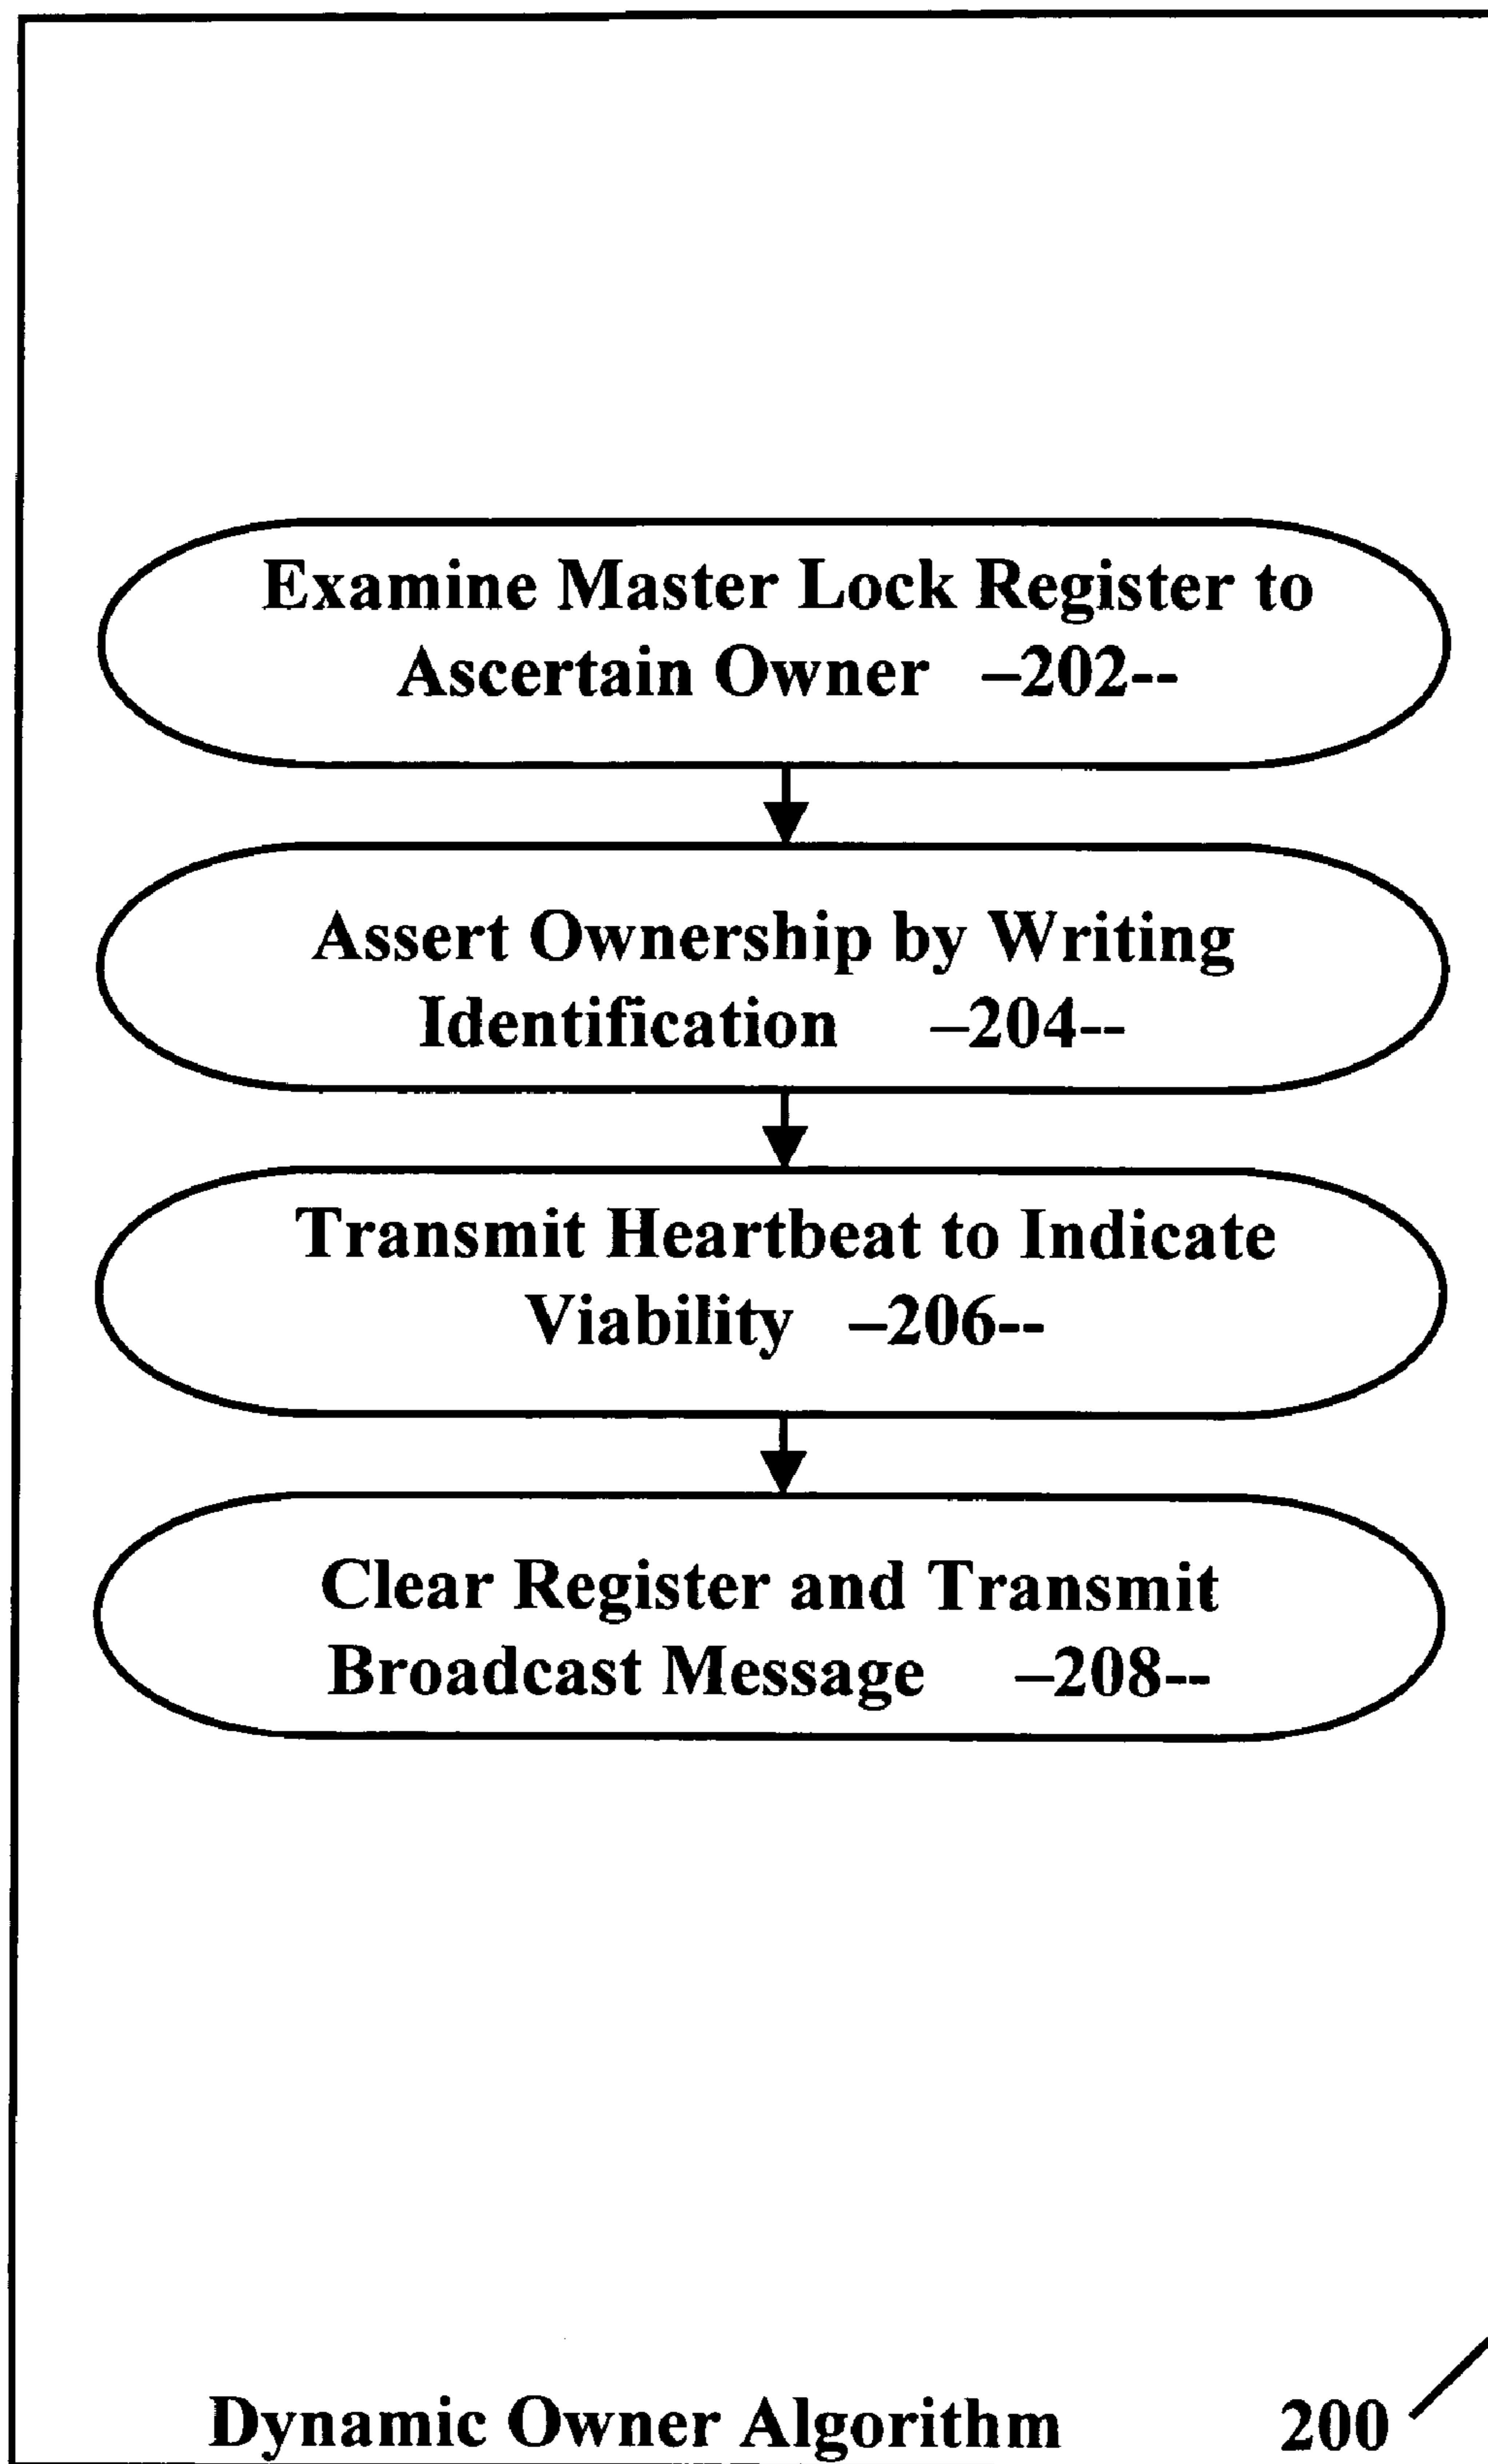 Examine Master Lock Register to
Ascertain Owner –202--
Assert Ownership by Writing
Identification –204--
Transmit Heartbeat to Indicate
Viability –206--
Clear Register and Transmit
Broadcast Message –208--
Dynamic Owner Algorithm 200